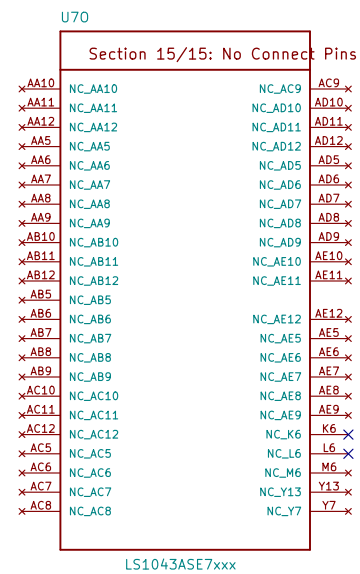 U70
Section 15/15: No Connect Pins
AA10 NC_AA10 NC_AC9 AC9
AA11 NC_AA11 NC_AD10 AD10
AA12 NC_AA12 NC_AD11 AD11
AA5 NC_AA5 NC_AD12 AD12
AA6 NC_AA6 NC_AD5 AD5
AA7 NC_AA7 NC_AD6 AD6
AA8 NC_AA8 NC_AD7 AD7
AA9 NC_AA9 NC_AD8 AD8
AB10 NC_AB10 NC_AD9 AD9
AB11 NC_AB11 NC_AE10 AE10
AB12 NC_AB12 NC_AE11 AE11
AB5 NC_AB5
AB6 NC_AB6 NC_AE12 AE12
AB7 NC_AB7 NC_AE5 AE5
AB8 NC_AB8 NC_AE6 AE6
AB9 NC_AB9 NC_AE7 AE7
AC10 NC_AC10 NC_AE8 AE8
AC11 NC_AC11 NC_AE9 AE9
AC12 NC_AC12 NC_K6 K6
AC5 NC_AC5 NC_L6 L6
AC6 NC_AC6 NC_M6 M6
AC7 NC_AC7 NC_Y13 Y13
AC8 NC_AC8 NC_Y7 Y7
LS1043ASE7xxx